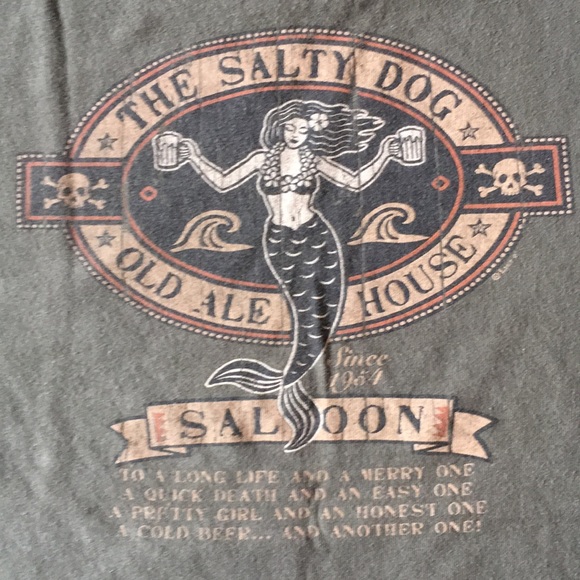 THE SALTY DOG
OLD ALE HOUSE
Since
1954
SALOON
TO A LONG LIFE AND A MERRY ONE
A QUICK DEATH AND AN EASY ONE
A PRETTY GIRL AND AN HONEST ONE
A COLD BEER... AND ANOTHER ONE!